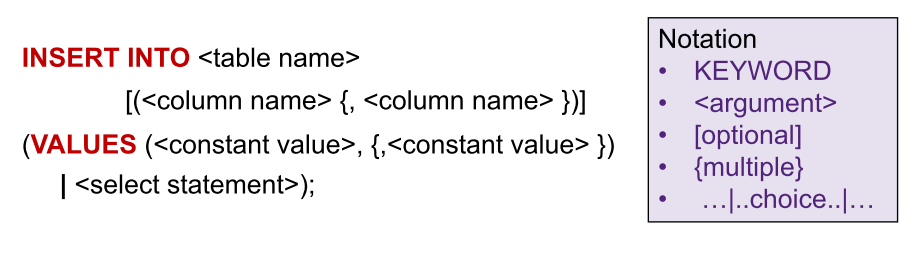 INSERT INTO <table name>
[(<column name> {, <column name> })]
(VALUES (<constant value>, {,<constant value> })
| <select statement>);
Notation
• KEYWORD
• <argument>
• [optional]
• {multiple}
• …|..choice..|…